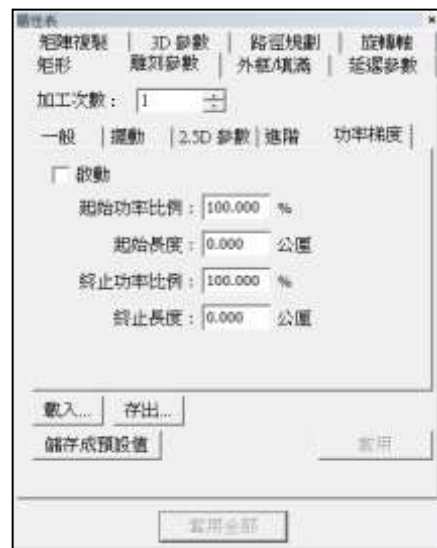 屬性表
矩陣複製 3D 參數 路徑規劃 旋轉軸
矩形 雕刻參數 外框/填滿 延遲參數
加工次數： 1
一般 擺動 2.5D 參數 進階 功率梯度
啟動
起始功率比例： 100.000 %
起始長度： 0.000 公厘
終止功率比例： 100.000 %
終止長度： 0.000 公厘
載入... 存出...
儲存成預設值 套用
套用全部